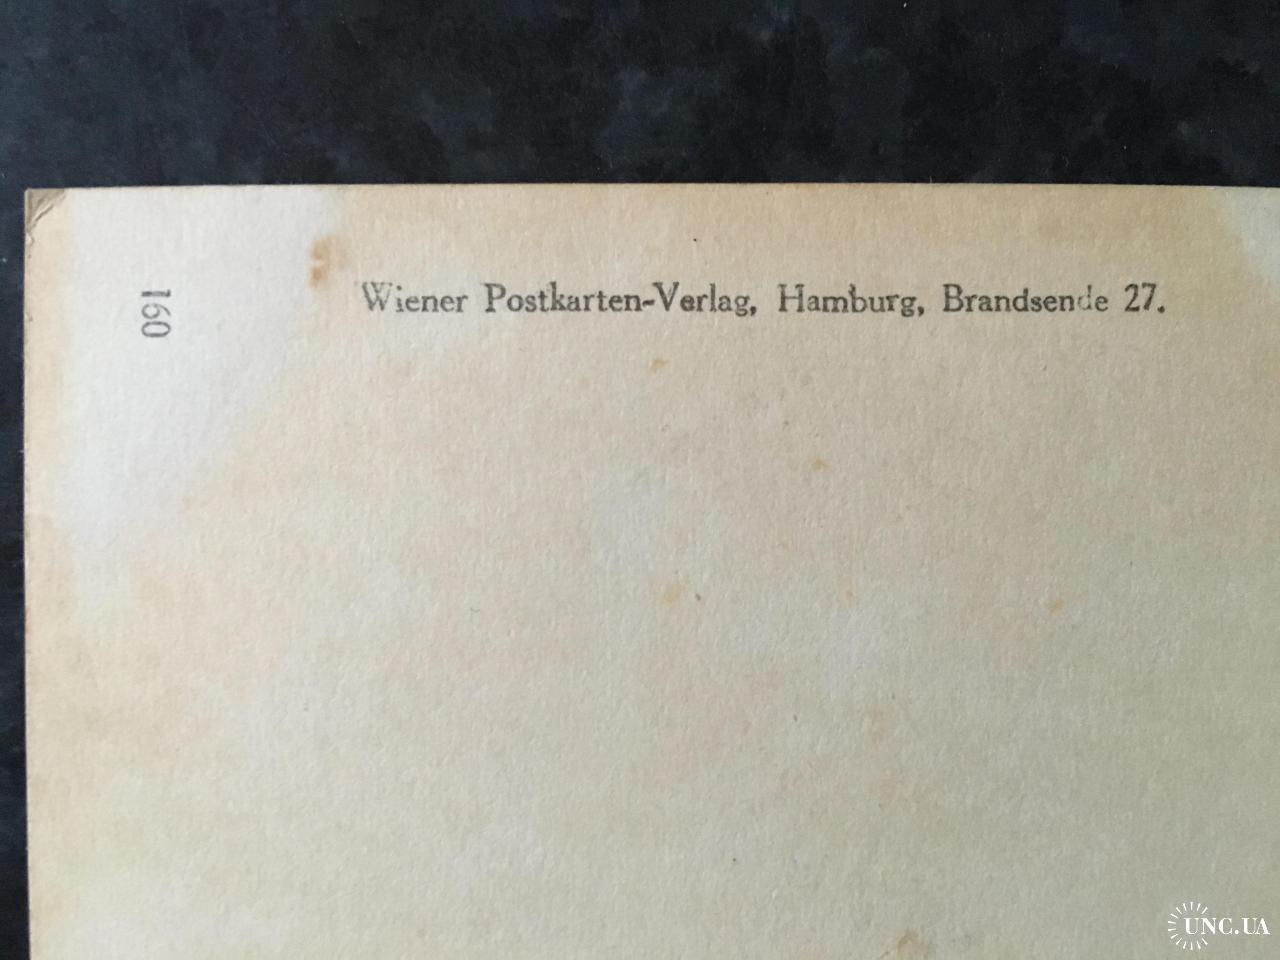 Wiener Postkarten-Verlag, Hamburg, Brandsende 27.
160
UNC.UA